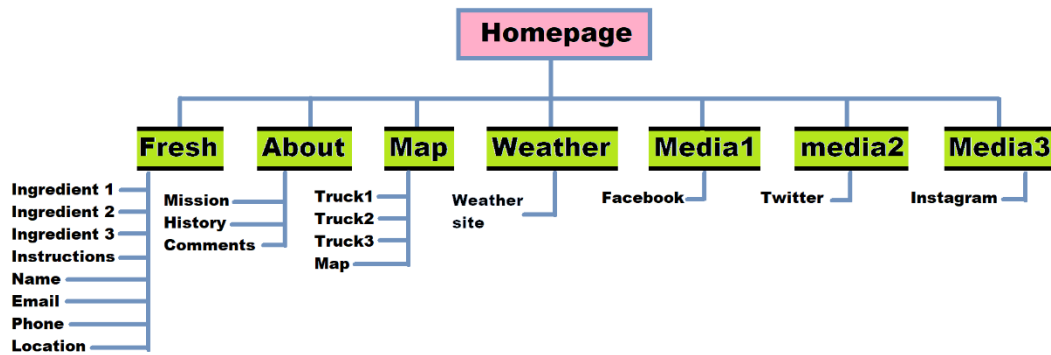 Homepage
Fresh
About
Map
Weather
Media1
media2
Media3
Ingredient 1
Ingredient 2
Ingredient 3
Instructions
Name
Email
Phone
Location
Mission
History
Comments
Truck1
Truck2
Truck3
Map
Weather
site
Facebook
Twitter
Instagram